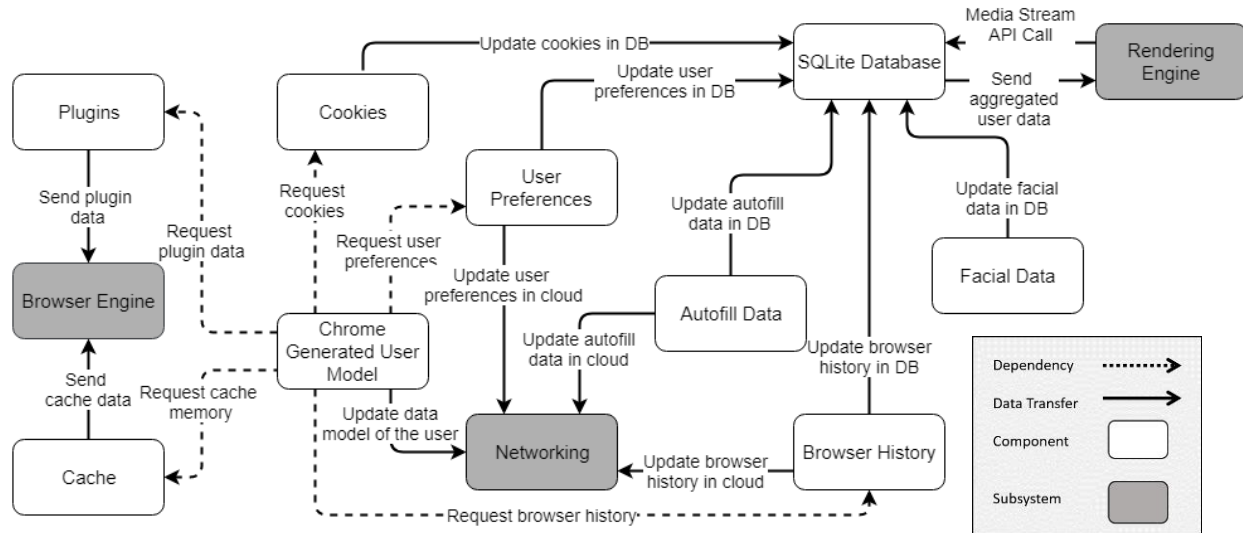 Media Stream
API Call
Update cookies in DB
SQLite Database
Rendering
Engine
Update user
preferences in DB
Send
aggregated
user data
Plugins
Cookies
User
Preferences
Send plugin
data
Request
cookies
Update facial
data in DB
Update autofill
data in DB
Request
plugin data
Request user
preferences
Browser Engine
Update user
preferences in cloud
Facial Data
Autofill Data
Chrome
Generated User
Model
Update autofill
data in cloud
Update browser
history in DB
Send
cache data
Request cache
memory
Update data
model of the user
Cache
Networking
Update browser
history in cloud
Browser History
Request browser history
Dependency
Data Transfer
Component
Subsystem